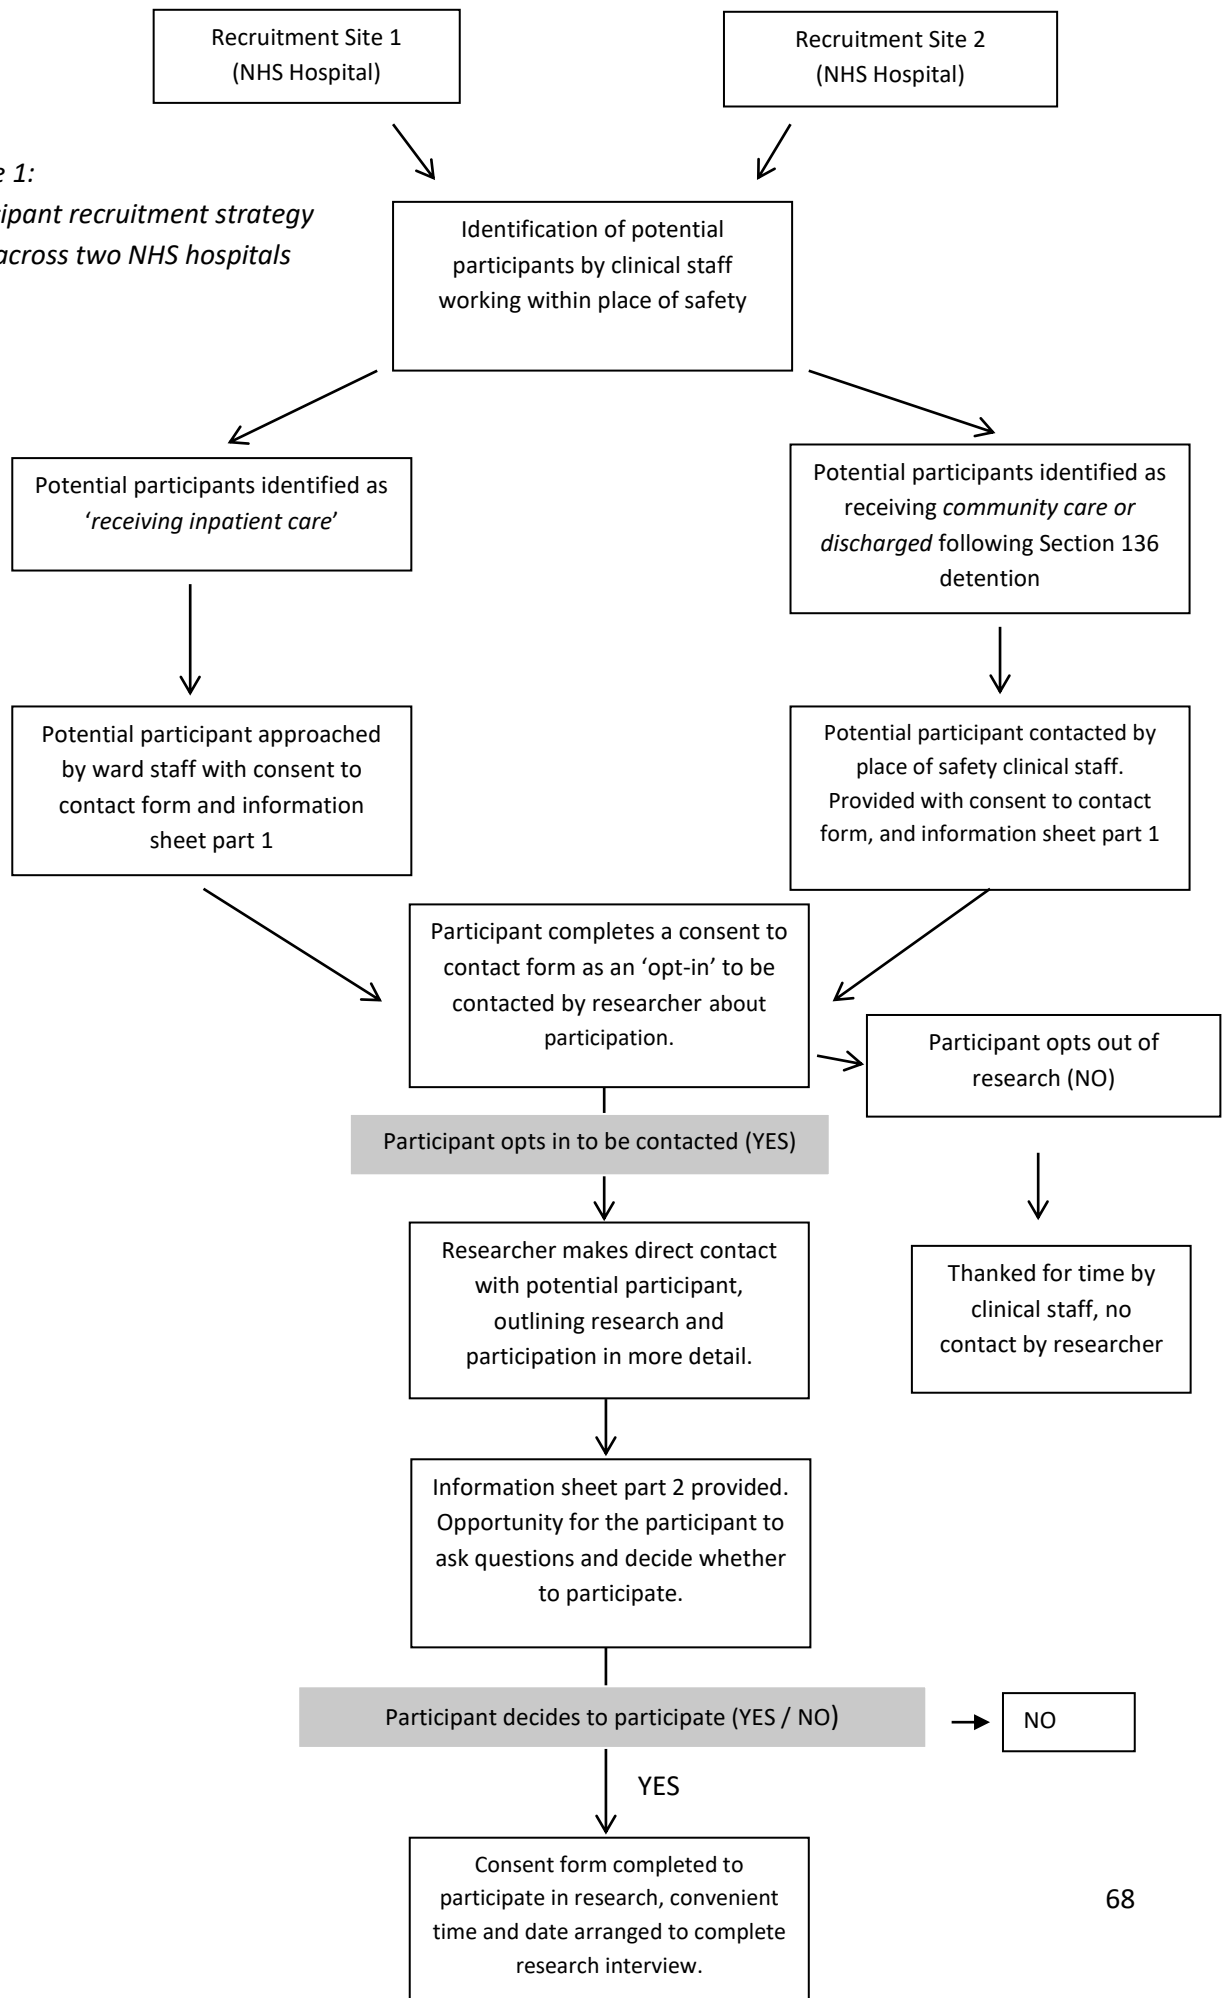 Recruitment Site 1
(NHS Hospital)
Recruitment Site 2
(NHS Hospital)
e 1:
cipant recruitment strategy
across two NHS hospitals
Identification of potential
participants by clinical staff
working within place of safety
Potential participants identified as
‘receiving inpatient care’
Potential participants identified as
receiving community care or
discharged following Section 136
detention
Potential participant approached
by ward staff with consent to
contact form and information
sheet part 1
Potential participant contacted by
place of safety clinical staff.
Provided with consent to contact
form, and information sheet part 1
Participant completes a consent to
contact form as an ‘opt-in’ to be
contacted by researcher about
participation.
Participant opts out of
research (NO)
Participant opts in to be contacted (YES)
Researcher makes direct contact
with potential participant,
outlining research and
participation in more detail.
Thanked for time by
clinical staff, no
contact by researcher
Information sheet part 2 provided.
Opportunity for the participant to
ask questions and decide whether
to participate.
Participant decides to participate (YES / NO)
NO
YES
Consent form completed to
participate in research, convenient
time and date arranged to complete
research interview.
68